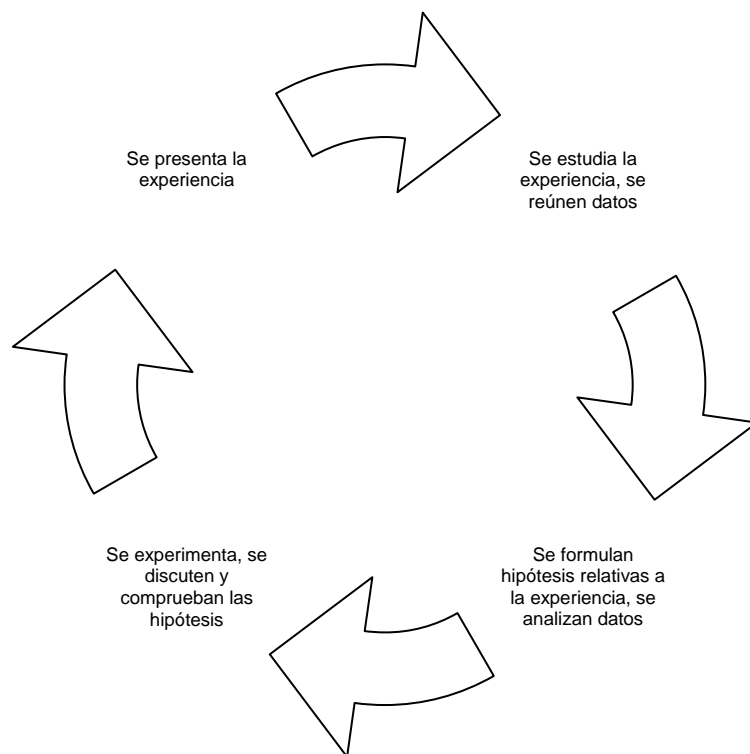 Se presenta la
experiencia
Se estudia la
experiencia, se
reúnen datos
Se formulan
hipótesis relativas a
la experiencia, se
analizan datos
Se experimenta, se
discuten y
comprueban las
hipótesis